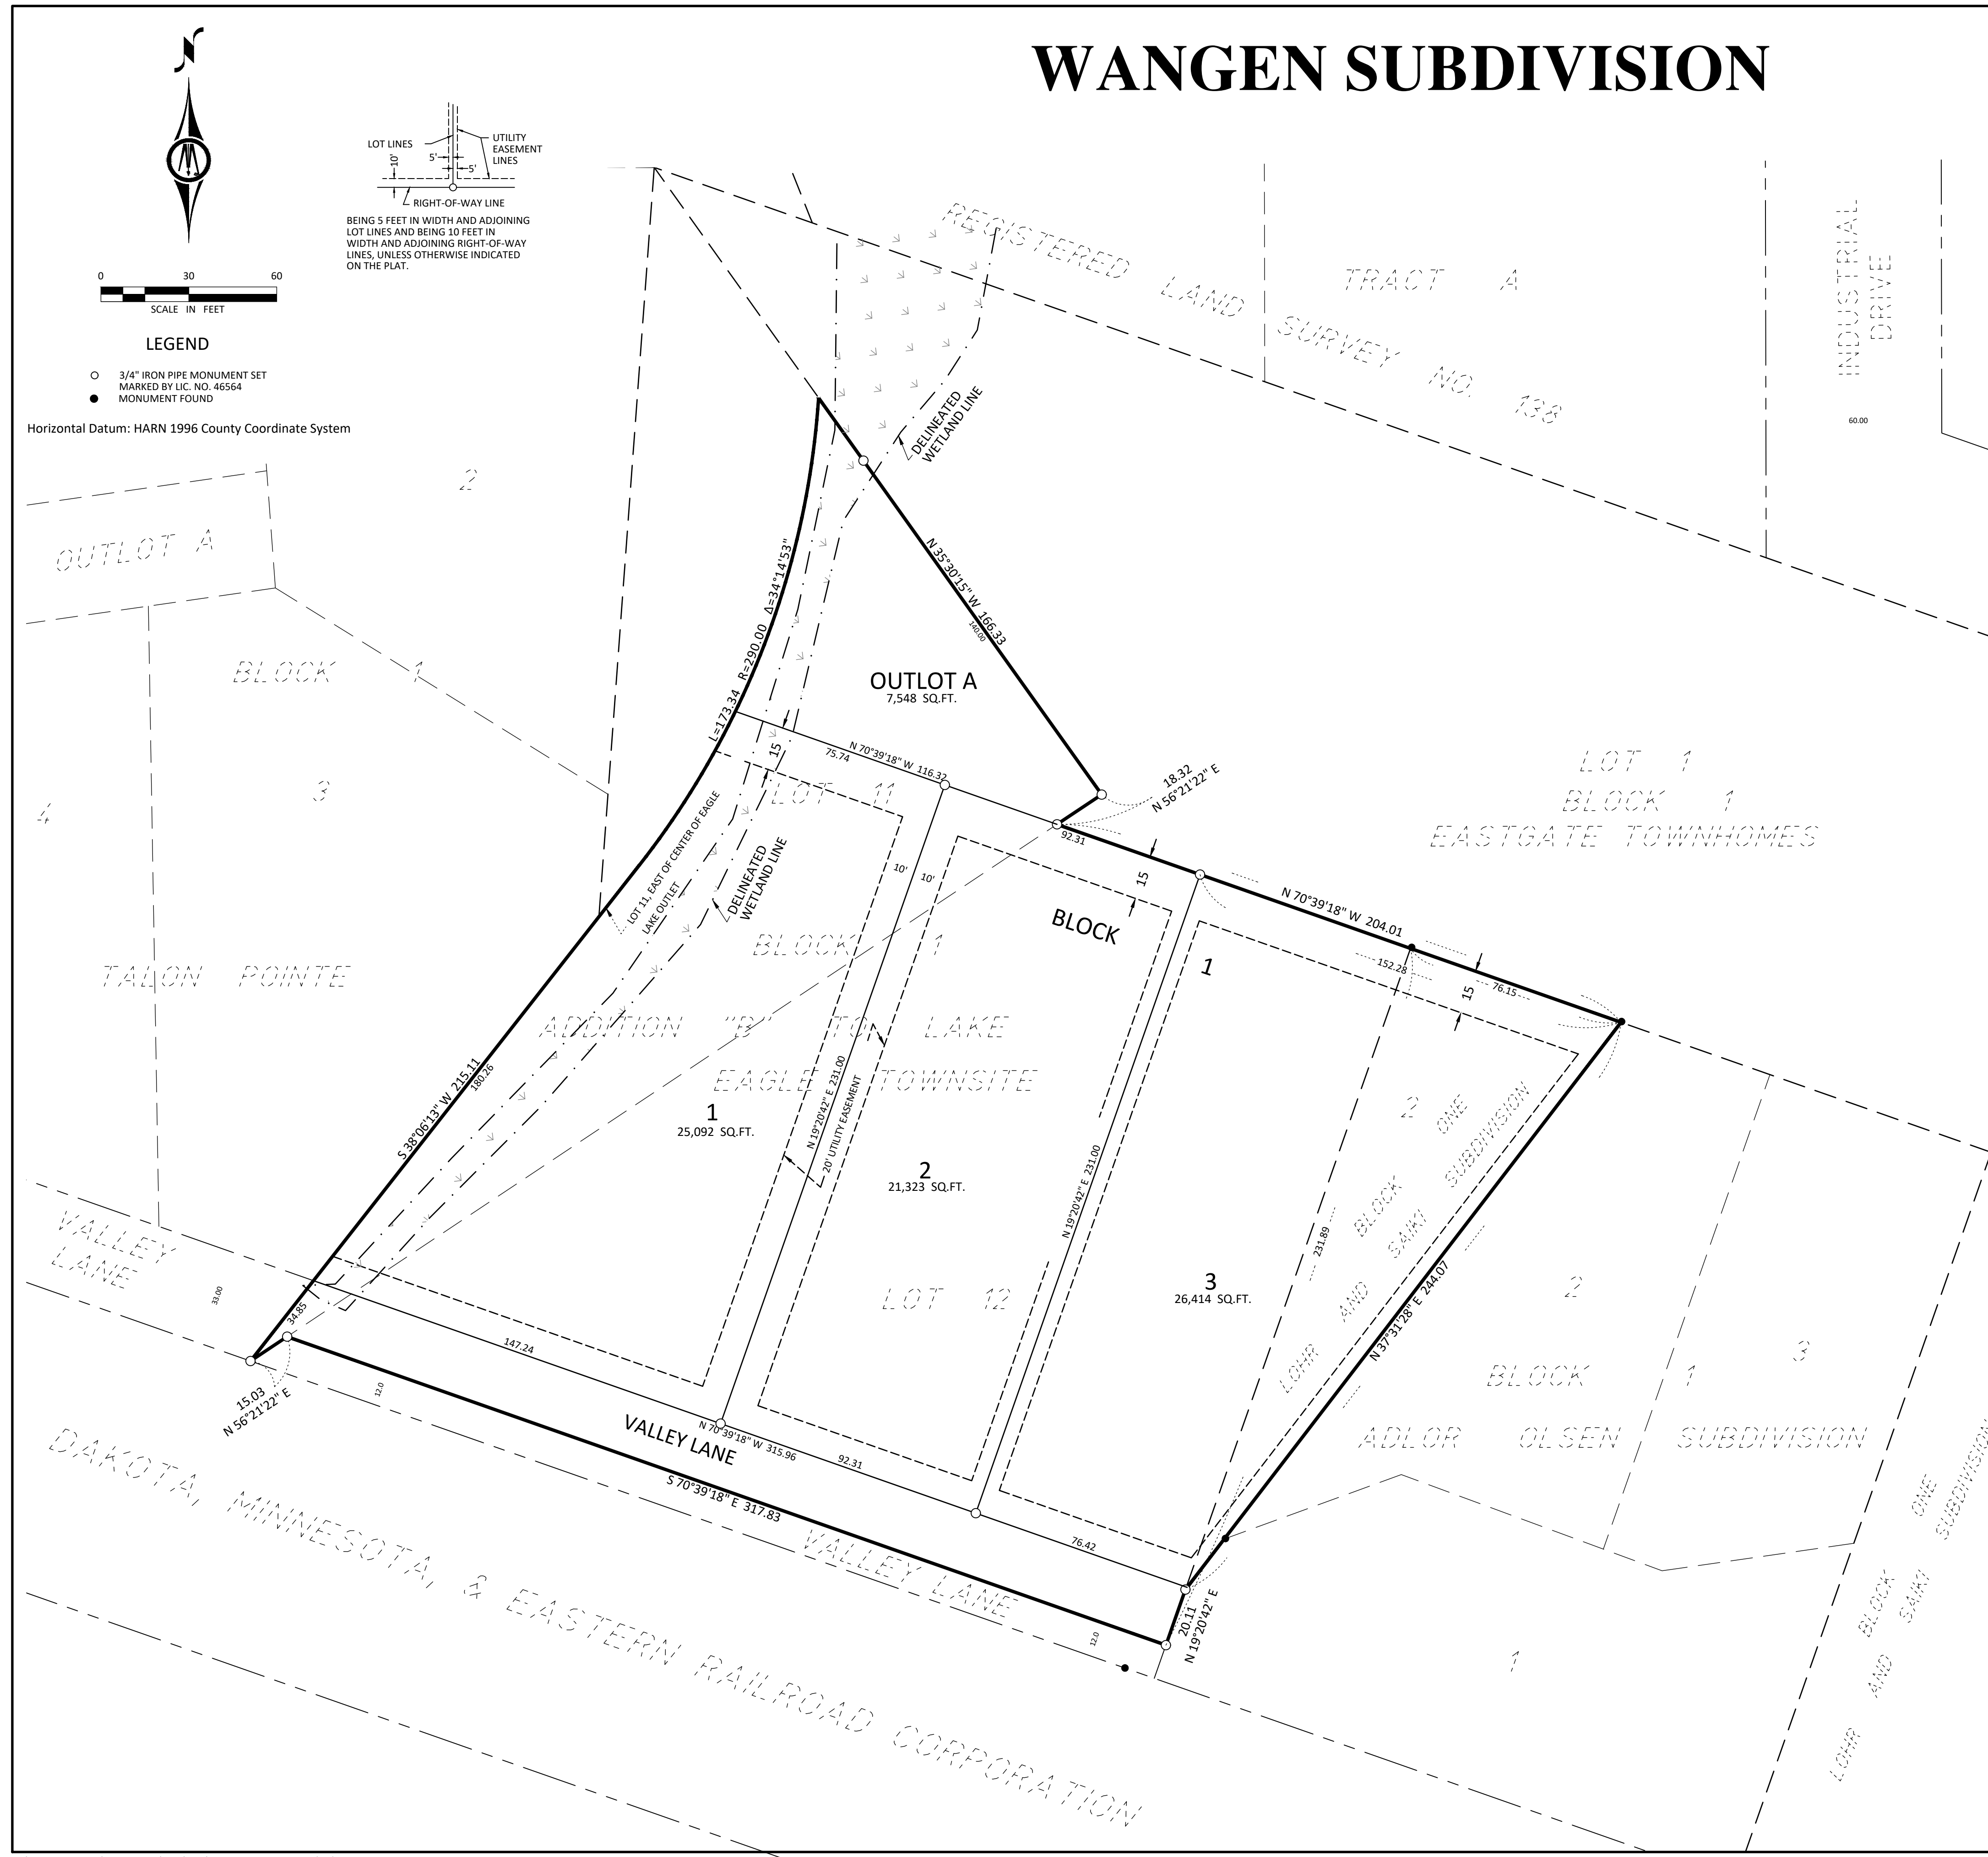 WANGEN SUBDIVISION
N
LOT LINES
10'
5'
5'
UTILITY
EASEMENT
LINES
RIGHT-OF-WAY LINE
BEING 5 FEET IN WIDTH AND ADJOINING
LOT LINES AND BEING 10 FEET IN
WIDTH AND ADJOINING RIGHT-OF-WAY
LINES, UNLESS OTHERWISE INDICATED
ON THE PLAT.
0 30 60
SCALE IN FEET
LEGEND
3/4" IRON PIPE MONUMENT SET
MARKED BY LIC. NO. 46564
MONUMENT FOUND
Horizontal Datum: HARN 1996 County Coordinate System
REGISTERED LAND SURVEY NO. 138
TRACT A
INDUSTRIAL
DRIVE
60.00
DELINEATED
WETLAND LINE
2
OUTLOT A
BLOCK 1
3
4
TALON POINTE
L=173.34 R=290.00 Δ=34°14'53"
N 35°30'15" W 166.33
140.00
OUTLOT A
7,548 SQ.FT.
N 70°39'18" W 116.32
75.74
15
18.32
N 56°21'22" E
92.31
LOT 11
LOT 1
BLOCK 1
EASTGATE TOWNHOMES
LOT 11, EAST OF CENTER OF EAGLE
LAKE OUTLET
DELINEATED
WETLAND LINE
10'
10'
15
BLOCK
1
N 70°39'18" W 204.01
152.28
76.15
15
BLOCK 1
ADDITION "B" TO LAKE
EAGLE TOWNSITE
S 38°06'13" W 215.11
180.26
1
25,092 SQ.FT.
N 19°20'42" E 231.00
20' UTILITY EASEMENT
2
21,323 SQ.FT.
N 19°20'42" E 231.00
LOT 12
3
26,414 SQ.FT.
231.89
2
BLOCK ONE
LOHR AND SAIKI SUBDIVISION
N 37°31'28" E 244.07
2
3
BLOCK 1
ADLOR OLSEN SUBDIVISION
1
VALLEY
LANE
33.00
34.85
15.03
N 56°21'22" E
12.0
147.24
VALLEY LANE
N 70°39'18" W 315.96
92.31
S 70°39'18" E 317.83
76.42
VALLEY LANE
12.0
20.11
N 19°20'42" E
DAKOTA, MINNESOTA, & EASTERN RAILROAD CORPORATION
BLOCK ONE
LOHR AND SAIKI SUBDIVISION